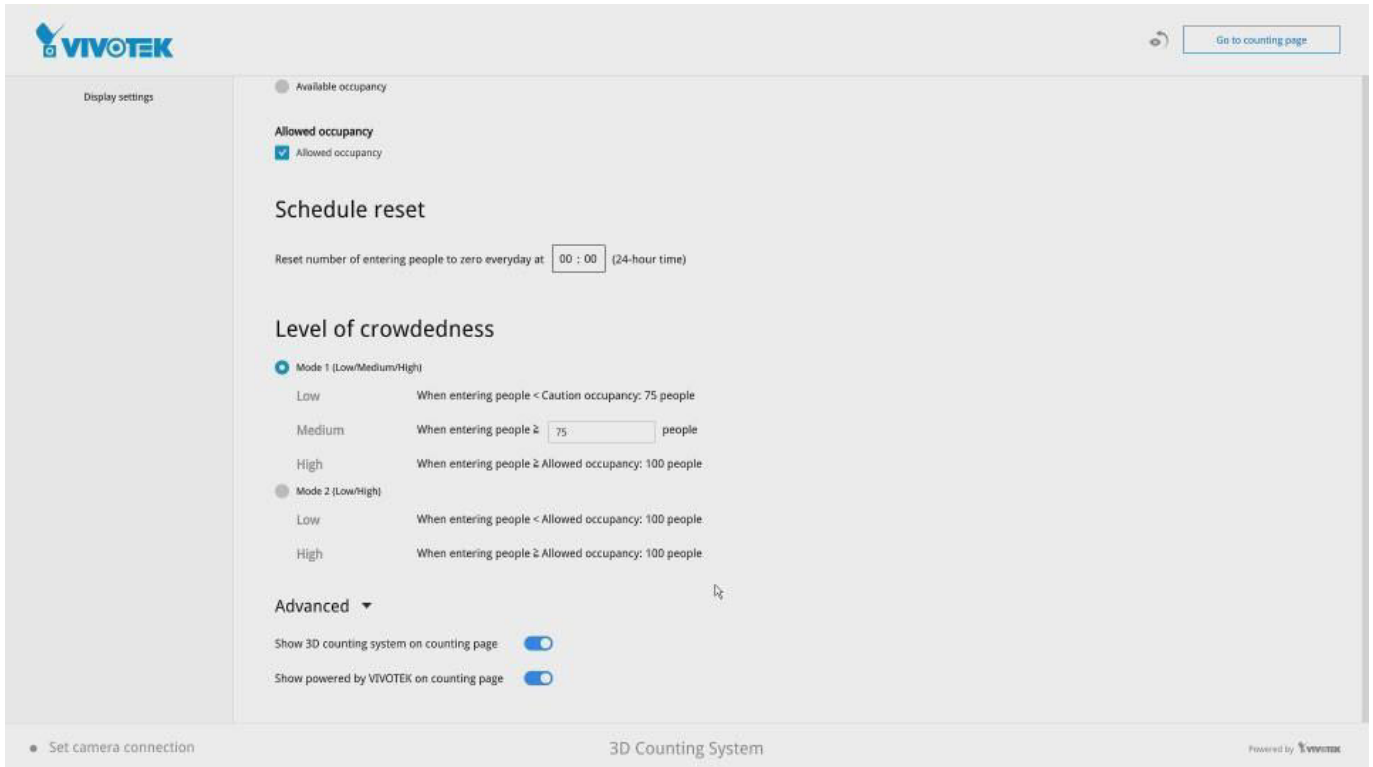 VIVOTEK
Go to counting page
Display settings
Available occupancy
Allowed occupancy
Allowed occupancy
Schedule reset
Reset number of entering people to zero everyday at 00 : 00 (24-hour time)
Level of crowdedness
Mode 1 (Low/Medium/High)
Low When entering people < Caution occupancy: 75 people
Medium When entering people ≧ 75 people
High When entering people ≧ Allowed occupancy: 100 people
Mode 2 (Low/High)
Low When entering people < Allowed occupancy: 100 people
High When entering people ≧ Allowed occupancy: 100 people
Advanced
Show 3D counting system on counting page
Show powered by VIVOTEK on counting page
Set camera connection 3D Counting System Powered by VIVOTEK